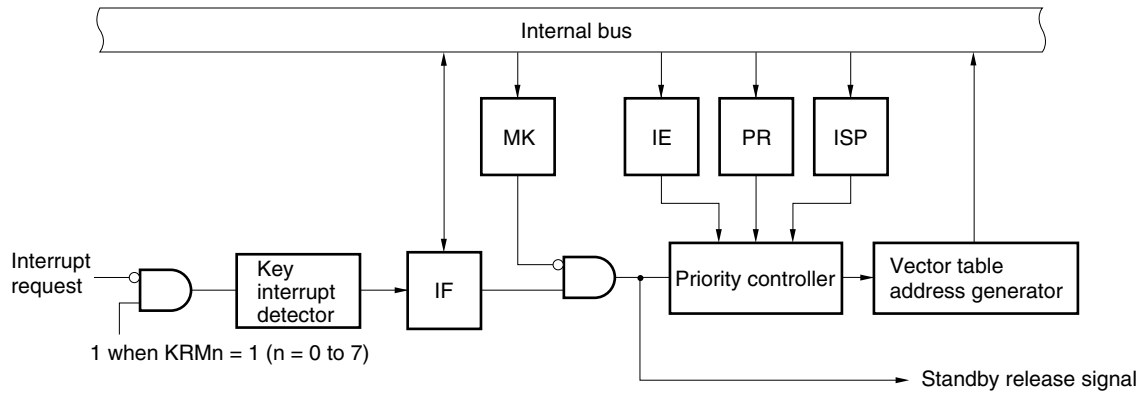 Internal bus
MK
IE
PR
ISP
Interrupt
request
Key
interrupt
detector
IF
Priority controller
Vector table
address generator
1 when KRMn = 1 (n = 0 to 7)
Standby release signal